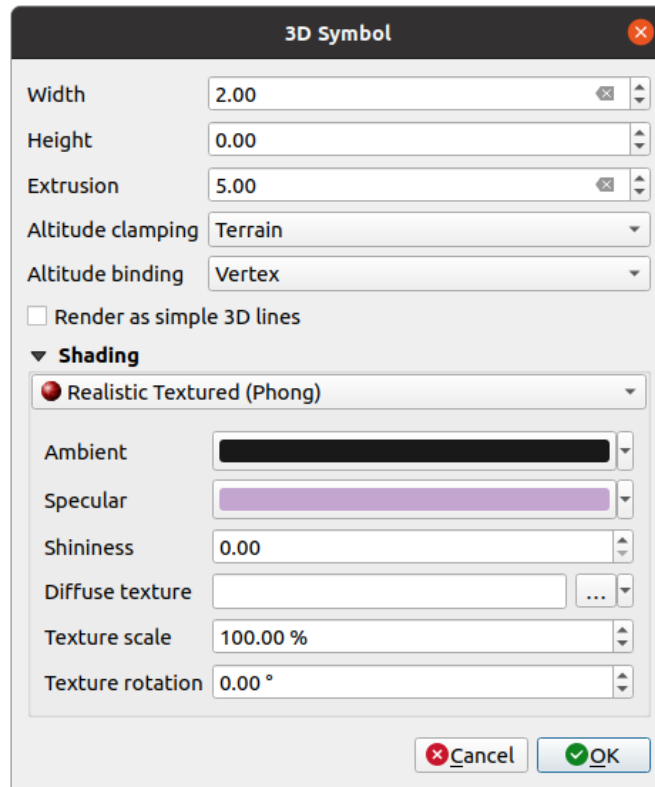 3D Symbol
Width 2.00
Height 0.00
Extrusion 5.00
Altitude clamping Terrain
Altitude binding Vertex
Render as simple 3D lines
Shading
Realistic Textured (Phong)
Ambient
Specular
Shininess 0.00
Diffuse texture ...
Texture scale 100.00 %
Texture rotation 0.00 °
Cancel OK